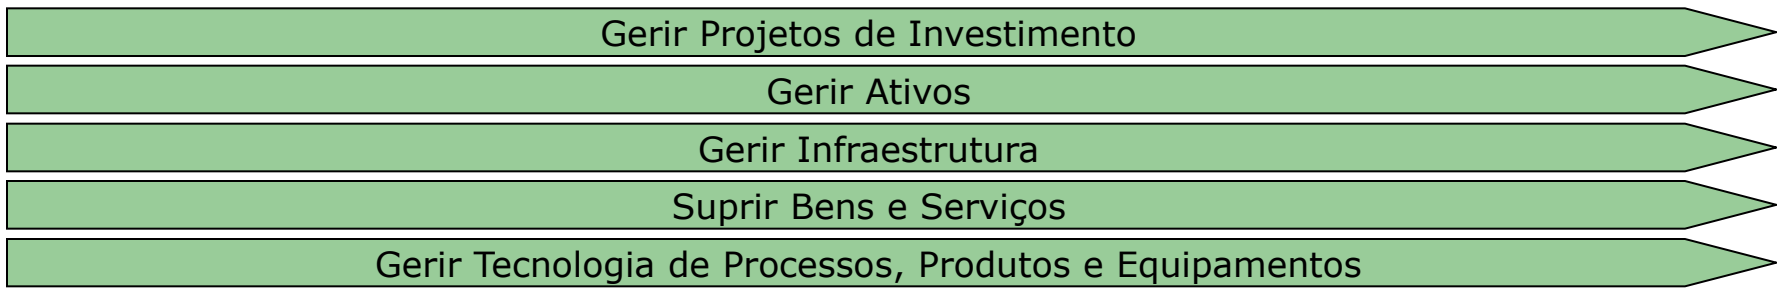 Gerir Projetos de Investimento
Gerir Ativos
Gerir Infraestrutura
Suprir Bens e Serviços
Gerir Tecnologia de Processos, Produtos e Equipamentos